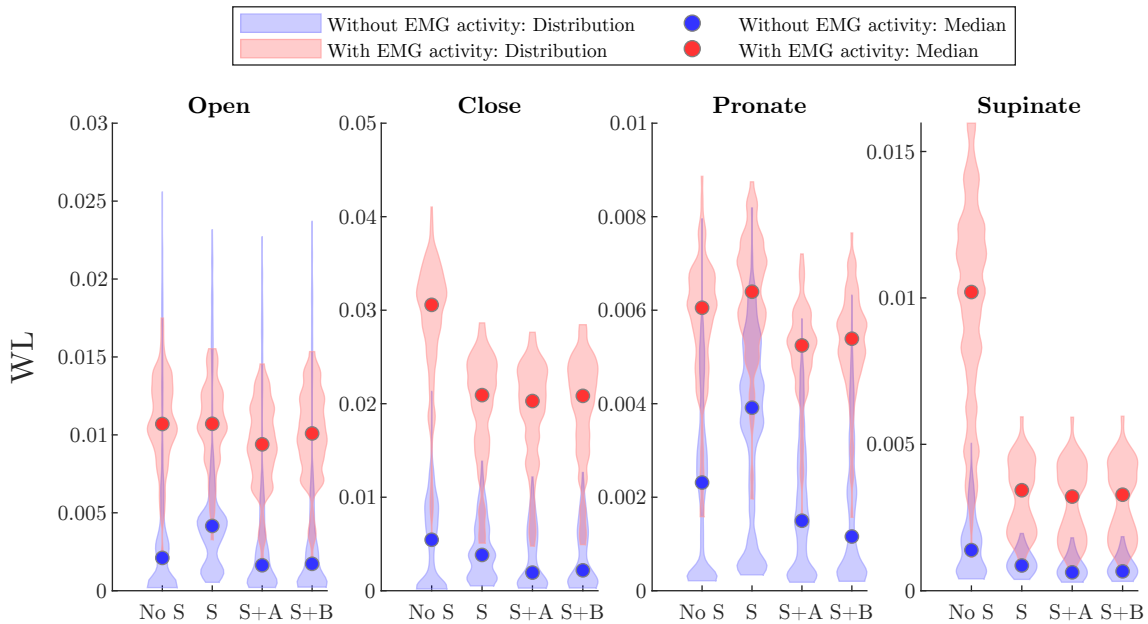 Without EMG activity: Distribution
Without EMG activity: Median
With EMG activity: Distribution
With EMG activity: Median
Open
Close
Pronate
Supinate
WL
0.03
0.025
0.02
0.015
0.01
0.005
0
No S
S
S+A
S+B
0.05
0.04
0.03
0.02
0.01
0
No S
S
S+A
S+B
0.01
0.008
0.006
0.004
0.002
0
No S
S
S+A
S+B
0.015
0.01
0.005
0
No S
S
S+A
S+B